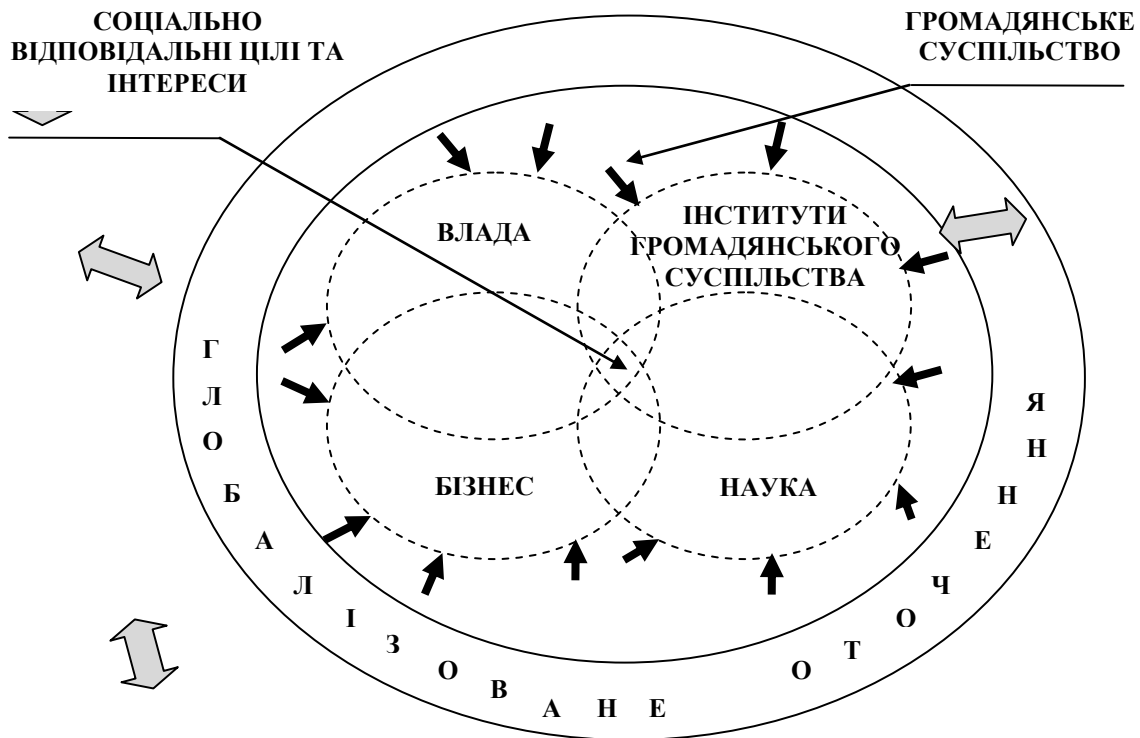 СОЦІАЛЬНО
ВІДПОВІДАЛЬНІ ЦІЛІ ТА
ІНТЕРЕСИ
ГРОМАДЯНСЬКЕ
СУСПІЛЬСТВО
ВЛАДА
ІНСТИТУТИ
ГРОМАДЯНСЬКОГО
СУСПІЛЬСТВА
БІЗНЕС
НАУКА
ГЛОБАЛІЗОВАНЕ ОТОЧЕННЯ